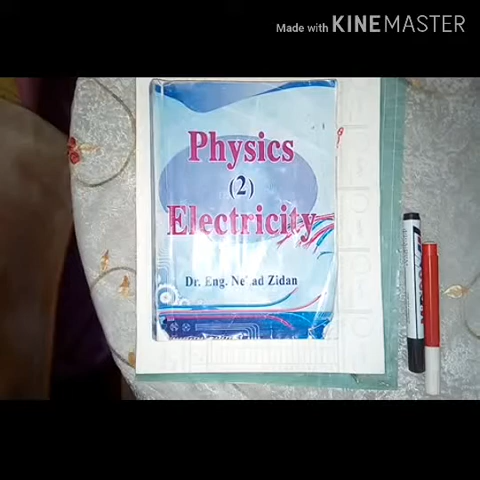 Made with KINEMASTER
Physics
(2)
Electricity
Dr. Eng. Zidan